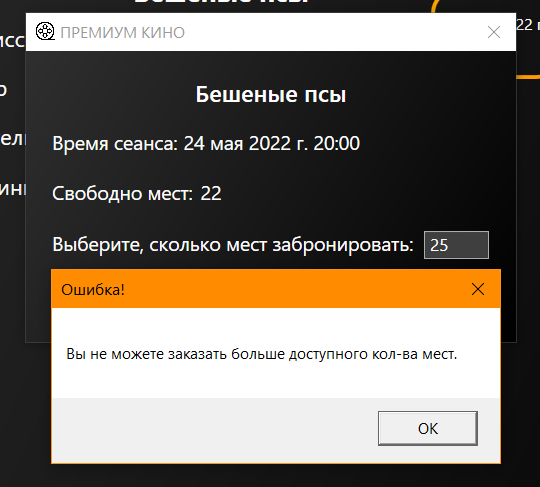 ПРЕМИУМ КИНО
22
Бешеные псы
Время сеанса: 24 мая 2022 г. 20:00
Свободно мест: 22
Выберите, сколько мест забронировать: 25
Ошибка!
Вы не можете заказать больше доступного кол-ва мест.
OK